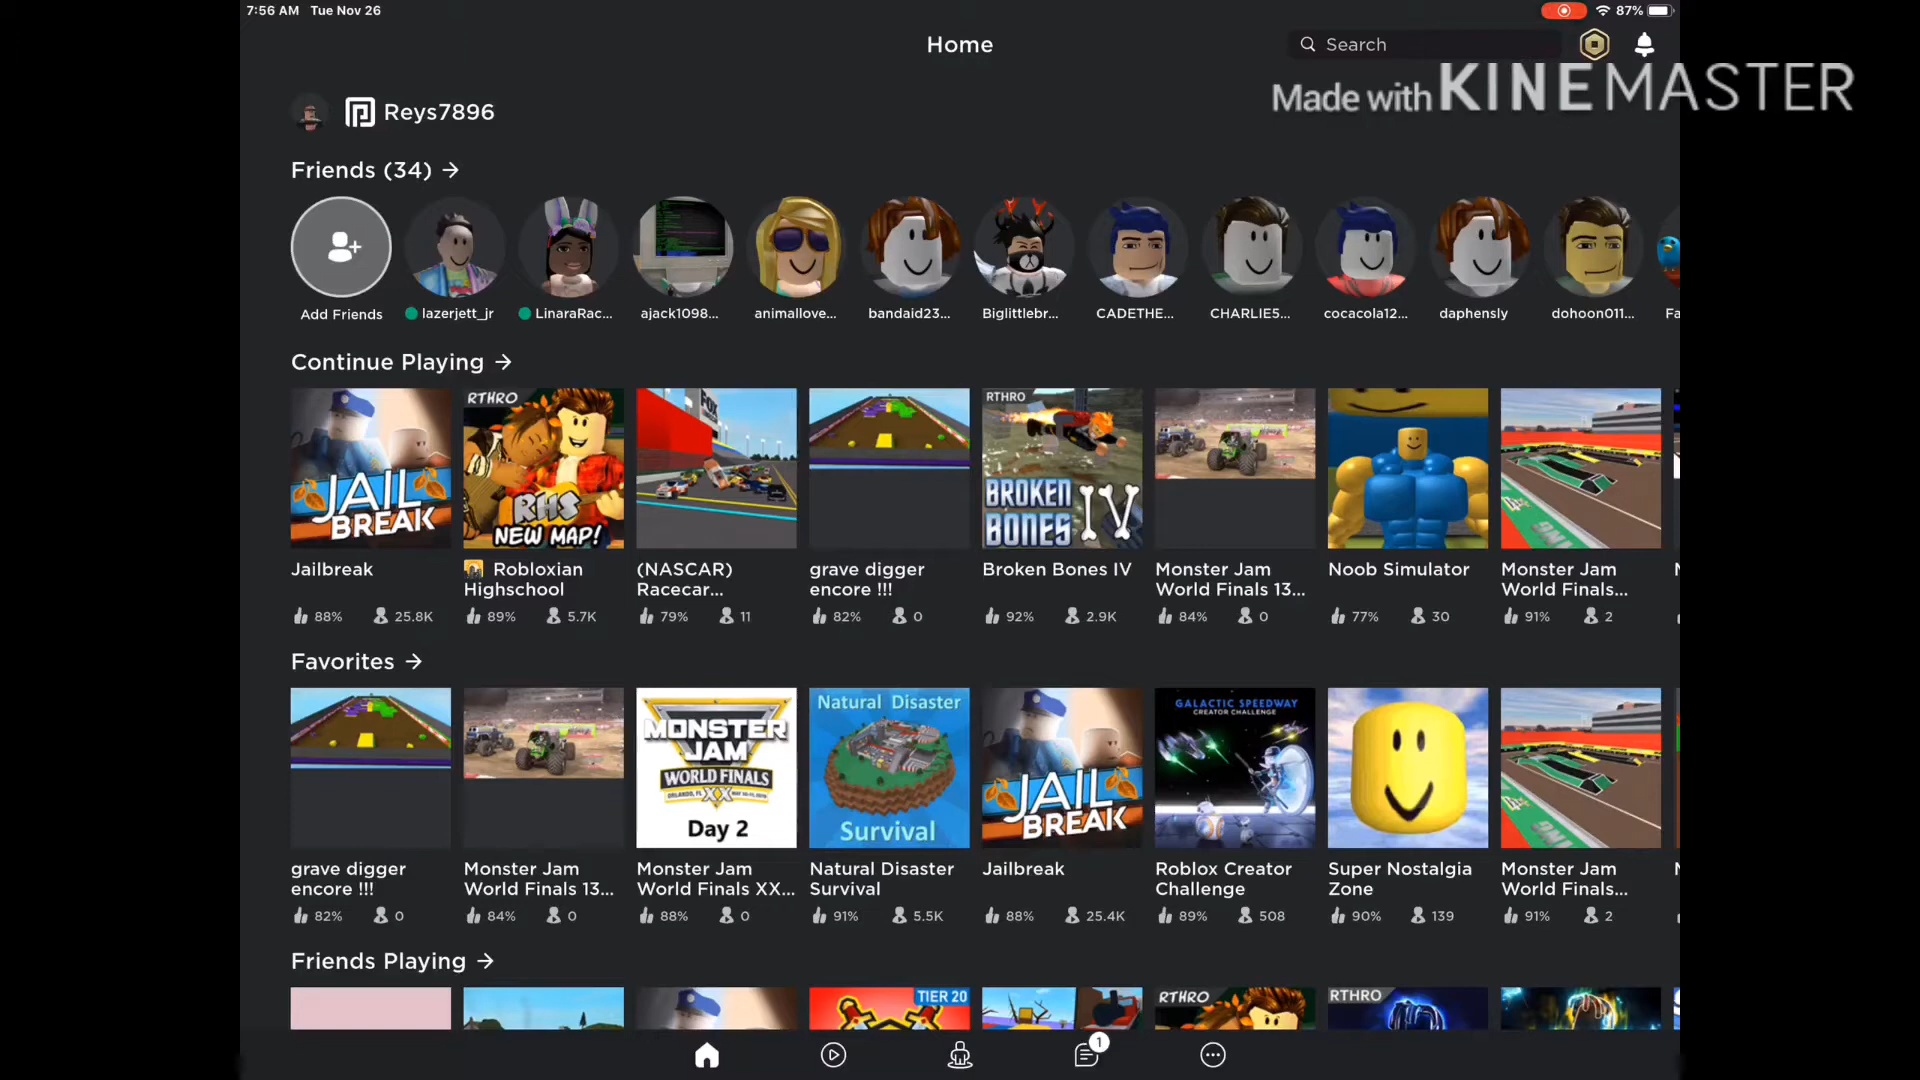 7:56 AM Tue Nov 26 87%
Home
Search
Made with KINEMASTER
Reys7896
Friends (34) →
Add Friends lazerjett_jr LinaraRac... ajack1098... animallove... bandaid23... Biglittlebr... CADETHE... CHARLIE5... cocacola12... daphensly dohoon011... Fa
Continue Playing →
JAIL
BREAK
RTHRO
RHS
NEW MAP!
FOX
RTHRO
BROKEN
BONES IV
Jailbreak
Robloxian
Highschool
(NASCAR)
Racecar...
grave digger
encore !!!
Broken Bones IV
Monster Jam
World Finals 13...
Noob Simulator
Monster Jam
World Finals...
88% 25.8K 89% 5.7K 79% 11 82% 0 92% 2.9K 84% 0 77% 30 91% 2
Favorites →
MONSTER
JAM
WORLD FINALS
XX
Day 2
Natural Disaster
Survival
JAIL
BREAK
GALACTIC SPEEDWAY
CREATOR CHALLENGE
grave digger
encore !!!
Monster Jam
World Finals 13...
Monster Jam
World Finals XX...
Natural Disaster
Survival
Jailbreak
Roblox Creator
Challenge
Super Nostalgia
Zone
Monster Jam
World Finals...
82% 0 84% 0 88% 0 91% 5.5K 88% 25.4K 89% 508 90% 139 91% 2
Friends Playing →
TIER 20
RTHRO
RTHRO
1